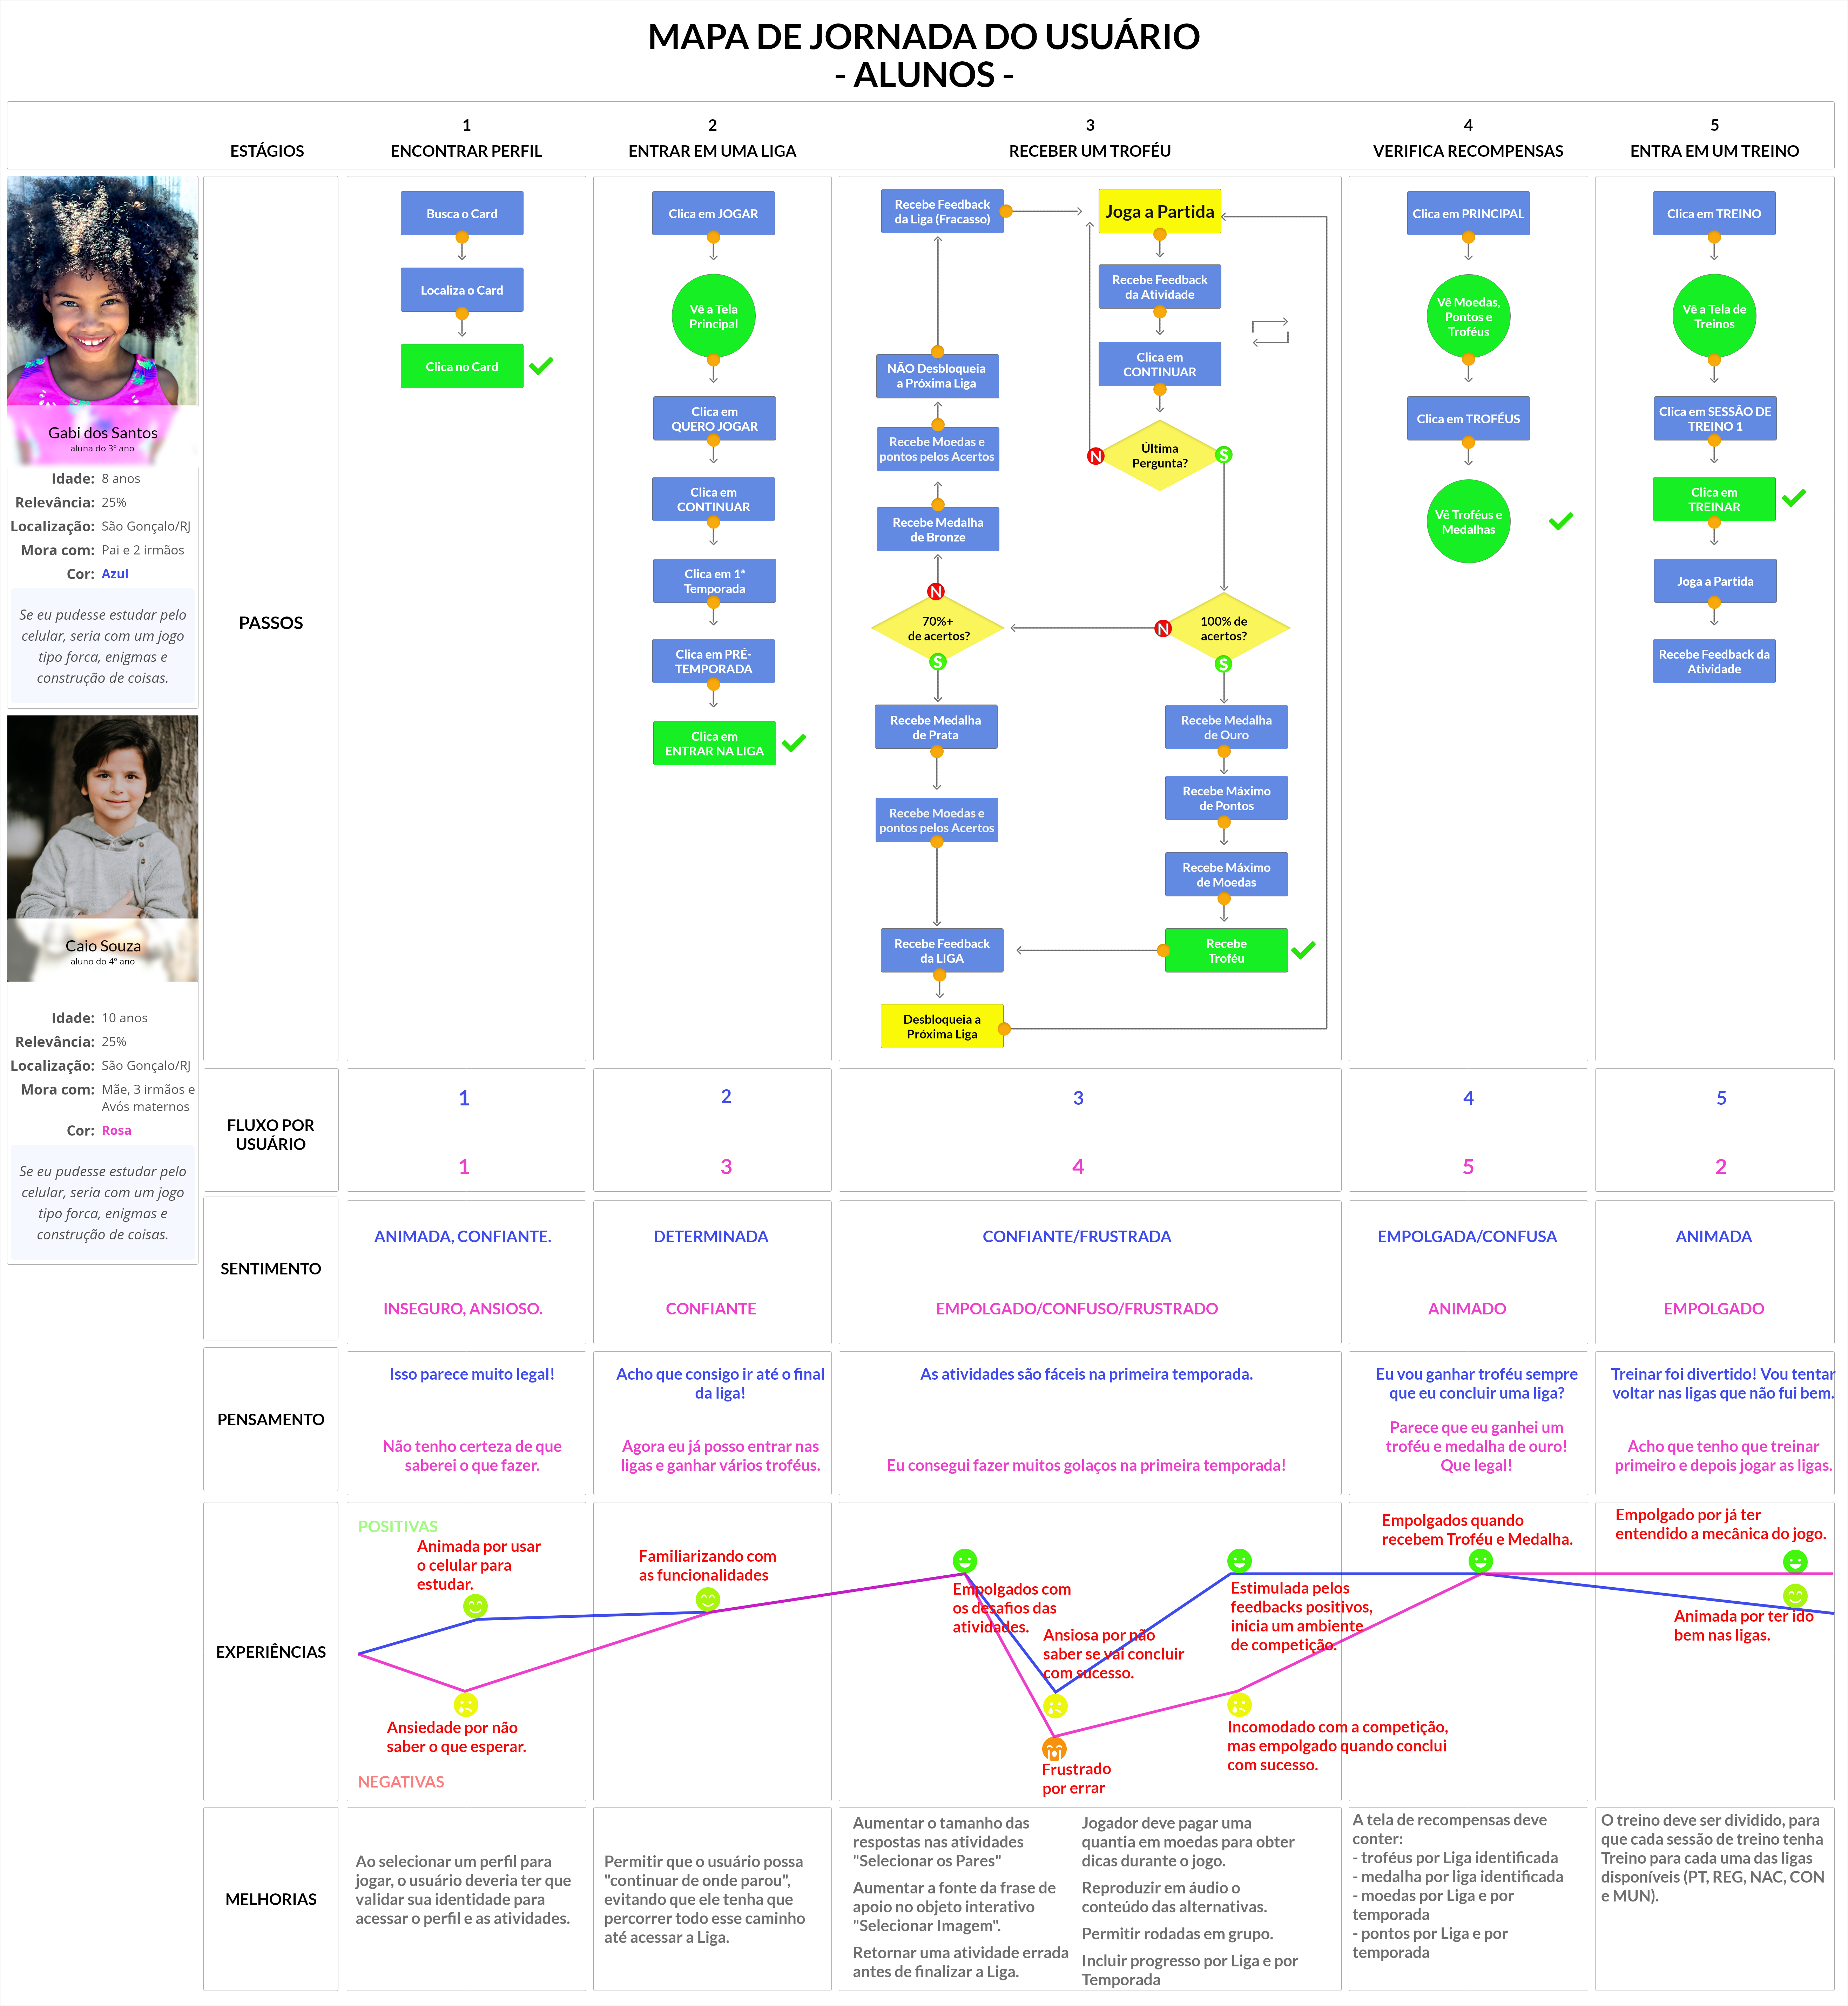 MAPA DE JORNADA DO USUÁRIO
- ALUNOS -
ESTÁGIOS
1
ENCONTRAR PERFIL
2
ENTRAR EM UMA LIGA
3
RECEBER UM TROFÉU
4
VERIFICA RECOMPENSAS
5
ENTRA EM UM TREINO
Gabi dos Santos
aluna do 3º ano
Idade: 8 anos
Relevância: 25%
Localização: São Gonçalo/RJ
Mora com: Pai e 2 irmãos
Cor: Azul
Se eu pudesse estudar pelo
celular, seria com um jogo
tipo forca, enigmas e
construção de coisas.
Caio Souza
aluno do 4º ano
Idade: 10 anos
Relevância: 25%
Localização: São Gonçalo/RJ
Mora com: Mãe, 3 irmãos e
Avós maternos
Cor: Rosa
Se eu pudesse estudar pelo
celular, seria com um jogo
tipo forca, enigmas e
construção de coisas.
PASSOS
Busca o Card
Localiza o Card
Clica no Card
Clica em JOGAR
Vê a Tela
Principal
Clica em
QUERO JOGAR
Clica em
CONTINUAR
Clica em 1ª
Temporada
Clica em PRÉ-
TEMPORADA
Clica em
ENTRAR NA LIGA
Recebe Feedback
da Liga (Fracasso)
NÃO Desbloqueia
a Próxima Liga
Recebe Moedas e
pontos pelos Acertos
Recebe Medalha
de Bronze
N
70%+
de acertos?
S
Recebe Medalha
de Prata
Recebe Moedas e
pontos pelos Acertos
Recebe Feedback
da LIGA
Desbloqueia a
Próxima Liga
Joga a Partida
Recebe Feedback
da Atividade
Clica em
CONTINUAR
N
Última
Pergunta?
S
N
100% de
acertos?
S
Recebe Medalha
de Ouro
Recebe Máximo
de Pontos
Recebe Máximo
de Moedas
Recebe
Troféu
Clica em PRINCIPAL
Vê Moedas,
Pontos e
Troféus
Clica em TROFÉUS
Vê Troféus e
Medalhas
Clica em TREINO
Vê a Tela de
Treinos
Clica em SESSÃO DE
TREINO 1
Clica em
TREINAR
Joga a Partida
Recebe Feedback da
Atividade
FLUXO POR
USUÁRIO
1
2
3
4
5
1
3
4
5
2
SENTIMENTO
ANIMADA, CONFIANTE.
DETERMINADA
CONFIANTE/FRUSTRADA
EMPOLGADA/CONFUSA
ANIMADA
INSEGURO, ANSIOSO.
CONFIANTE
EMPOLGADO/CONFUSO/FRUSTRADO
ANIMADO
EMPOLGADO
PENSAMENTO
Isso parece muito legal!
Não tenho certeza de que
saberei o que fazer.
Acho que consigo ir até o final
da liga!
Agora eu já posso entrar nas
ligas e ganhar vários troféus.
As atividades são fáceis na primeira temporada.
Eu consegui fazer muitos golaços na primeira temporada!
Eu vou ganhar troféu sempre
que eu concluir uma liga?
Parece que eu ganhei um
troféu e medalha de ouro!
Que legal!
Treinar foi divertido! Vou tentar
voltar nas ligas que não fui bem.
Acho que tenho que treinar
primeiro e depois jogar as ligas.
EXPERIÊNCIAS
POSITIVAS
Animada por usar
o celular para
estudar.
Ansiedade por não
saber o que esperar.
NEGATIVAS
Familiarizando com
as funcionalidades
Empolgados com
os desafios das
atividades.
Ansiosa por não
saber se vai concluir
com sucesso.
Frustrado
por errar
Estimulada pelos
feedbacks positivos,
inicia um ambiente
de competição.
Incomodado com a competição,
mas empolgado quando conclui
com sucesso.
Empolgados quando
recebem Troféu e Medalha.
Empolgado por já ter
entendido a mecânica do jogo.
Animada por ter ido
bem nas ligas.
MELHORIAS
Ao selecionar um perfil para
jogar, o usuário deveria ter que
validar sua identidade para
acessar o perfil e as atividades.
Permitir que o usuário possa
"continuar de onde parou",
evitando que ele tenha que
percorrer todo esse caminho
até acessar a Liga.
Aumentar o tamanho das
respostas nas atividades
"Selecionar os Pares"
Aumentar a fonte da frase de
apoio no objeto interativo
"Selecionar Imagem".
Retornar uma atividade errada
antes de finalizar a Liga.
Jogador deve pagar uma
quantia em moedas para obter
dicas durante o jogo.
Reproduzir em áudio o
conteúdo das alternativas.
Permitir rodadas em grupo.
Incluir progresso por Liga e por
Temporada
A tela de recompensas deve
conter:
- troféus por Liga identificada
- medalha por liga identificada
- moedas por Liga e por
temporada
- pontos por Liga e por
temporada
O treino deve ser dividido, para
que cada sessão de treino tenha
Treino para cada uma das ligas
disponíveis (PT, REG, NAC, CON
e MUN).